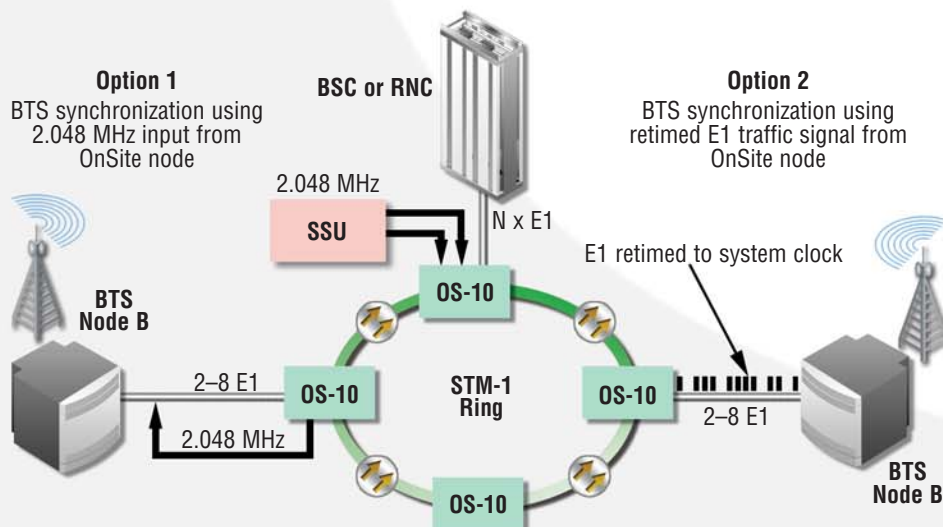 Option 1
BTS synchronization using
2.048 MHz input from
OnSite node
BSC or RNC
Option 2
BTS synchronization using
retimed E1 traffic signal from
OnSite node
2.048 MHz
SSU
N x E1
E1 retimed to system clock
OS-10
BTS
Node B
2–8 E1
OS-10
2.048 MHz
STM-1
Ring
OS-10
2–8 E1
BTS
Node B
OS-10